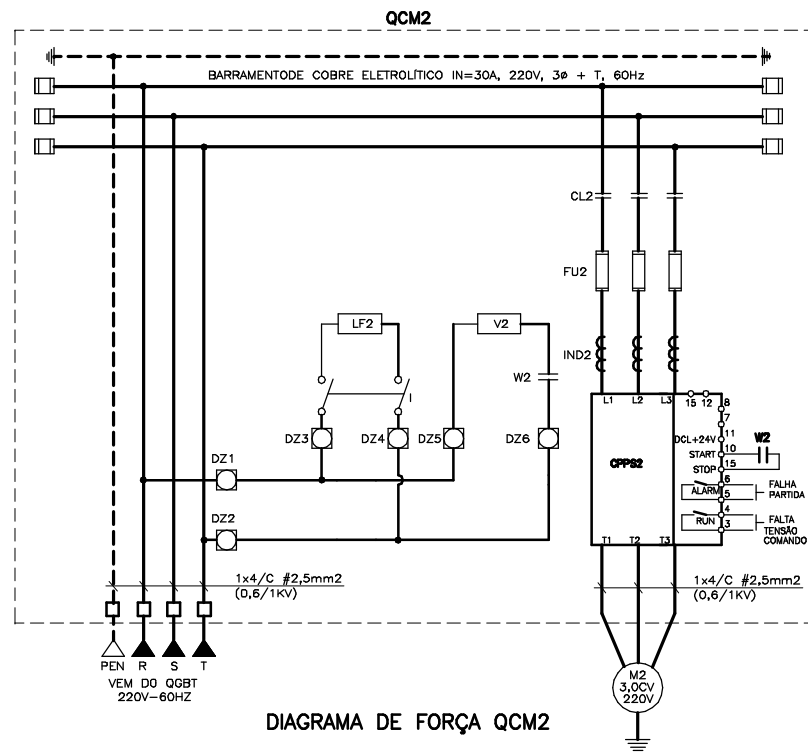 QCM2
BARRAMENTODE COBRE ELETROLÍTICO IN=30A, 220V, 3ø + T, 60Hz
CL2
FU2
LF2
V2
IND2
W2
I
L1
L2
L3
15
12
8
7
DZ3
DZ4
DZ5
DZ6
DCL+24V
11
W2
START
10
DZ1
CPPS2
STOP
15
6
ALARM
FALHA
PARTIDA
5
4
DZ2
RUN
FALTA
TENSÃO
COMANDO
3
T1
T2
T3
1x4/C #2,5mm2
(0,6/1KV)
1x4/C #2,5mm2
(0,6/1KV)
PEN
R
S
T
VEM DO QGBT
220V-60HZ
M2
3,0CV
220V
DIAGRAMA DE FORÇA QCM2